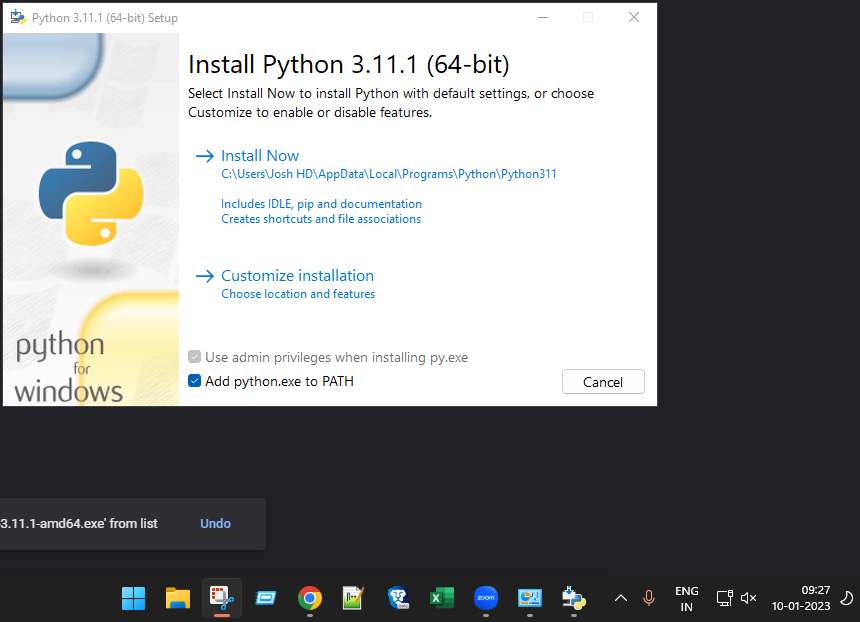 Python 3.11.1 (64-bit) Setup
Install Python 3.11.1 (64-bit)
Select Install Now to install Python with default settings, or choose
Customize to enable or disable features.
Install Now
C:\Users\Josh HD\AppData\Local\Programs\Python\Python311
Includes IDLE, pip and documentation
Creates shortcuts and file associations
Customize installation
Choose location and features
python
for
windows
Use admin privileges when installing py.exe
Add python.exe to PATH
Cancel
3.11.1-amd64.exe' from list Undo
zoom
ENG
IN
09:27
10-01-2023